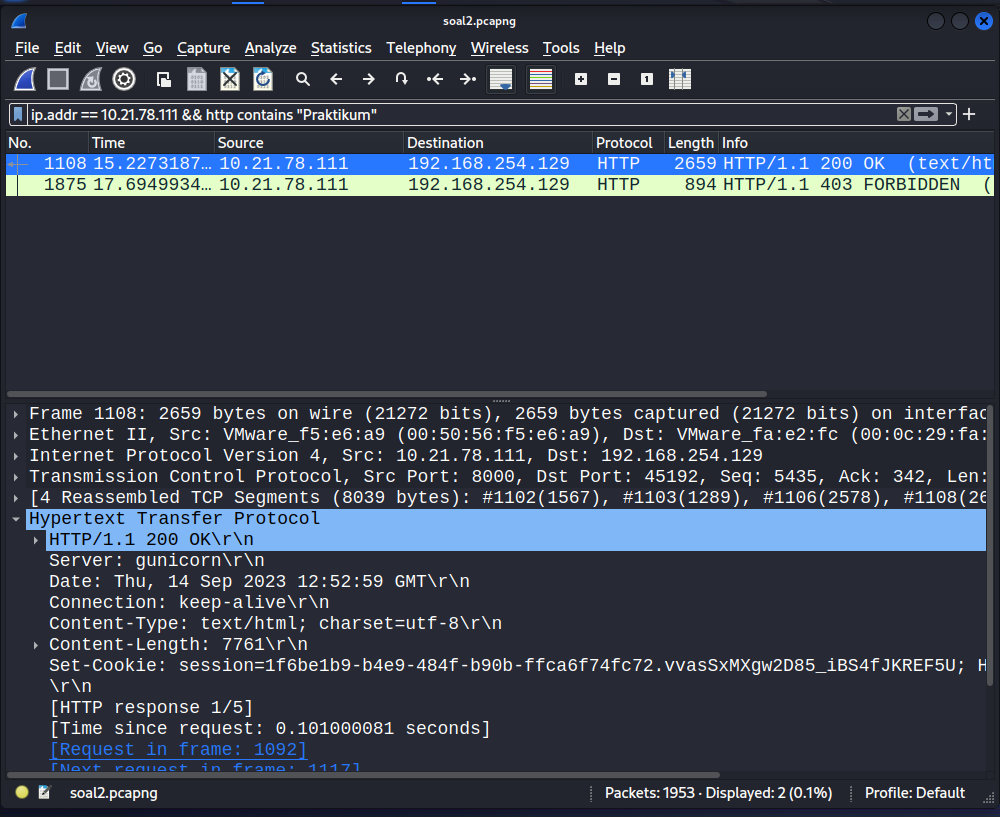 soal2.pcapng
File Edit View Go Capture Analyze Statistics Telephony Wireless Tools Help
ip.addr == 10.21.78.111 && http contains "Praktikum"
No. Time Source Destination Protocol Length Info
1108 15.2273187… 10.21.78.111 192.168.254.129 HTTP 2659 HTTP/1.1 200 OK (text/ht
1875 17.6949934… 10.21.78.111 192.168.254.129 HTTP 894 HTTP/1.1 403 FORBIDDEN (
Frame 1108: 2659 bytes on wire (21272 bits), 2659 bytes captured (21272 bits) on interfac
Ethernet II, Src: VMware_f5:e6:a9 (00:50:56:f5:e6:a9), Dst: VMware_fa:e2:fc (00:0c:29:fa:
Internet Protocol Version 4, Src: 10.21.78.111, Dst: 192.168.254.129
Transmission Control Protocol, Src Port: 8000, Dst Port: 45192, Seq: 5435, Ack: 342, Len:
[4 Reassembled TCP Segments (8039 bytes): #1102(1567), #1103(1289), #1106(2578), #1108(26
Hypertext Transfer Protocol
HTTP/1.1 200 OK\r\n
Server: gunicorn\r\n
Date: Thu, 14 Sep 2023 12:52:59 GMT\r\n
Connection: keep-alive\r\n
Content-Type: text/html; charset=utf-8\r\n
Content-Length: 7761\r\n
Set-Cookie: session=1f6be1b9-b4e9-484f-b90b-ffca6f74fc72.vvasSxMXgw2D85_iBS4fJKREF5U; H
\r\n
[HTTP response 1/5]
[Time since request: 0.101000081 seconds]
[Request in frame: 1092]
[Next request in frame: 1117]
soal2.pcapng Packets: 1953 · Displayed: 2 (0.1%) Profile: Default